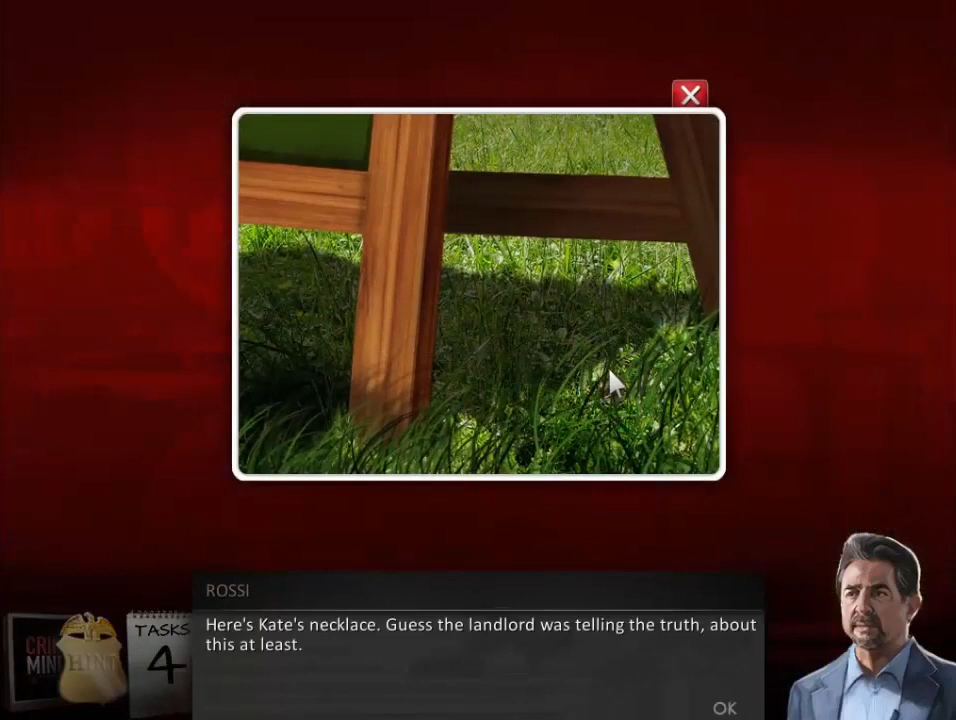 ROSSI
Here's Kate's necklace. Guess the landlord was telling the truth, about
this at least.
TASKS
4
HINT
OK